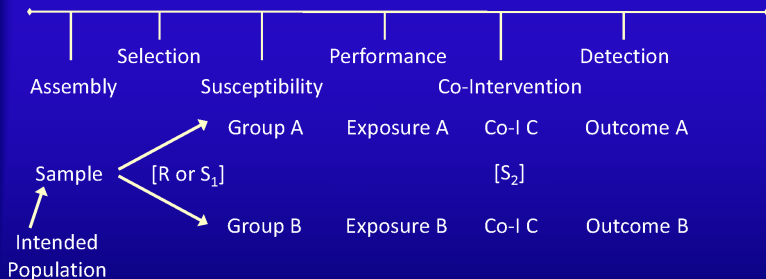 Selection Performance Detection
Assembly Susceptibility Co-Intervention
Group A Exposure A Co-I C Outcome A
Sample [R or S₁] [S₂]
Group B Exposure B Co-I C Outcome B
Intended
Population